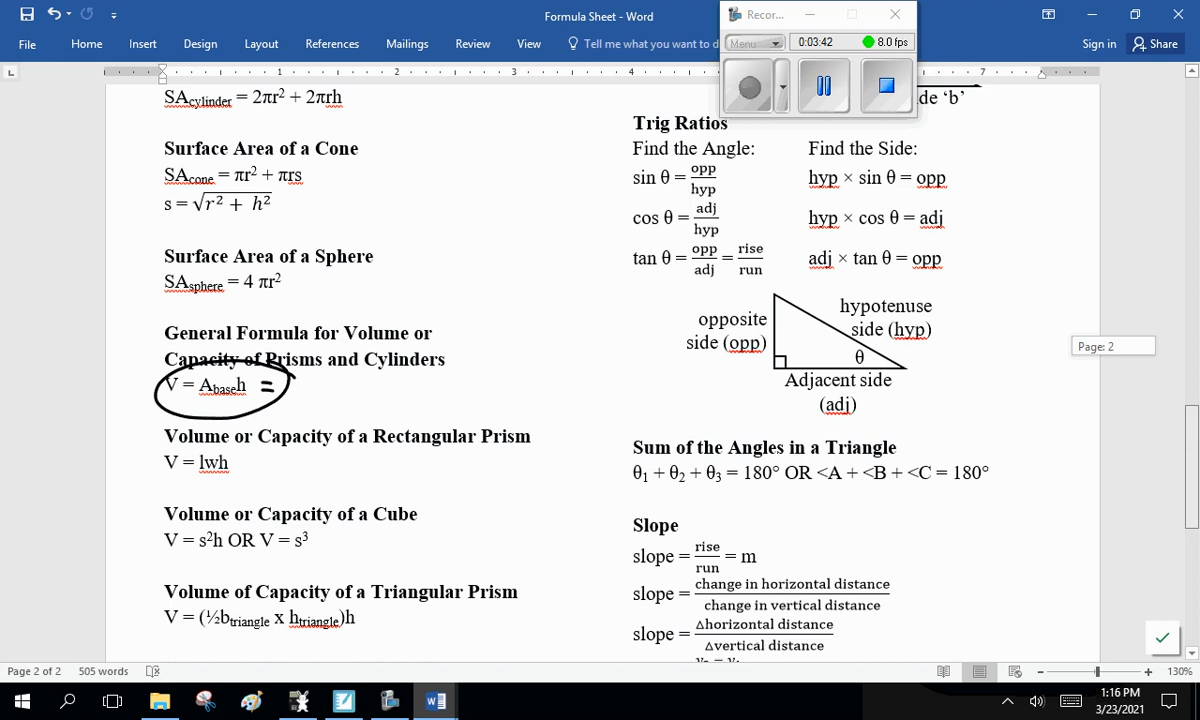 Formula Sheet - Word
Recor...
File Home Insert Design Layout References Mailings Review View Tell me what you want to d
Sign in Share
Menu 0:03:42 8.0 fps
1 2 3 4 7
SAcylinder = 2πr² + 2πrh
Surface Area of a Cone
SAcone = πr² + πrs
s = √r² + h²
Surface Area of a Sphere
SAsphere = 4 πr²
General Formula for Volume or
Capacity of Prisms and Cylinders
V = Abaseh =
Volume or Capacity of a Rectangular Prism
V = lwh
Volume or Capacity of a Cube
V = s²h OR V = s³
Volume of Capacity of a Triangular Prism
V = (½btriangle x htriangle)h
de ‘b’
Trig Ratios
Find the Angle: Find the Side:
sin θ = opp/hyp hyp × sin θ = opp
cos θ = adj/hyp hyp × cos θ = adj
tan θ = opp/adj = rise/run adj × tan θ = opp
opposite
side (opp)
hypotenuse
side (hyp)
θ
Adjacent side
(adj)
Sum of the Angles in a Triangle
θ₁ + θ₂ + θ₃ = 180° OR <A + <B + <C = 180°
Slope
slope = rise/run = m
slope = change in horizontal distance/change in vertical distance
slope = △horizontal distance/△vertical distance
Page: 2
Page 2 of 2 505 words
130%
1:16 PM
3/23/2021